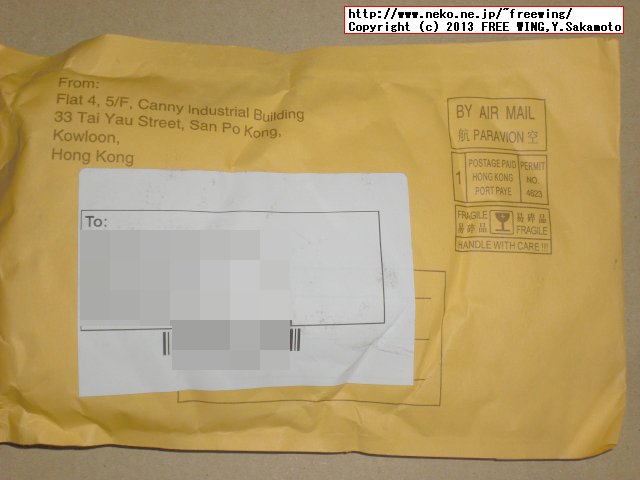 http://www.neko.ne.jp/~freewing/
Copyright (c) 2013 FREE WING,Y.Sakamoto
From:
Flat 4, 5/F, Canny Industrial Building
33 Tai Yau Street, San Po Kong,
Kowloon,
Hong Kong
BY AIR MAIL
航 PARAVION 空
1
POSTAGE PAID
HONG KONG
PORT PAYE
PERMIT
NO.
4623
FRAGILE
易碎品
易碎品
FRAGILE
HANDLE WITH CARE !!!
To: